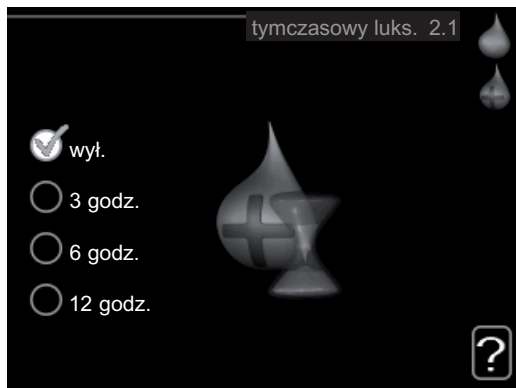 tymczasowy luks. 2.1
wył.
3 godz.
6 godz.
12 godz.
?